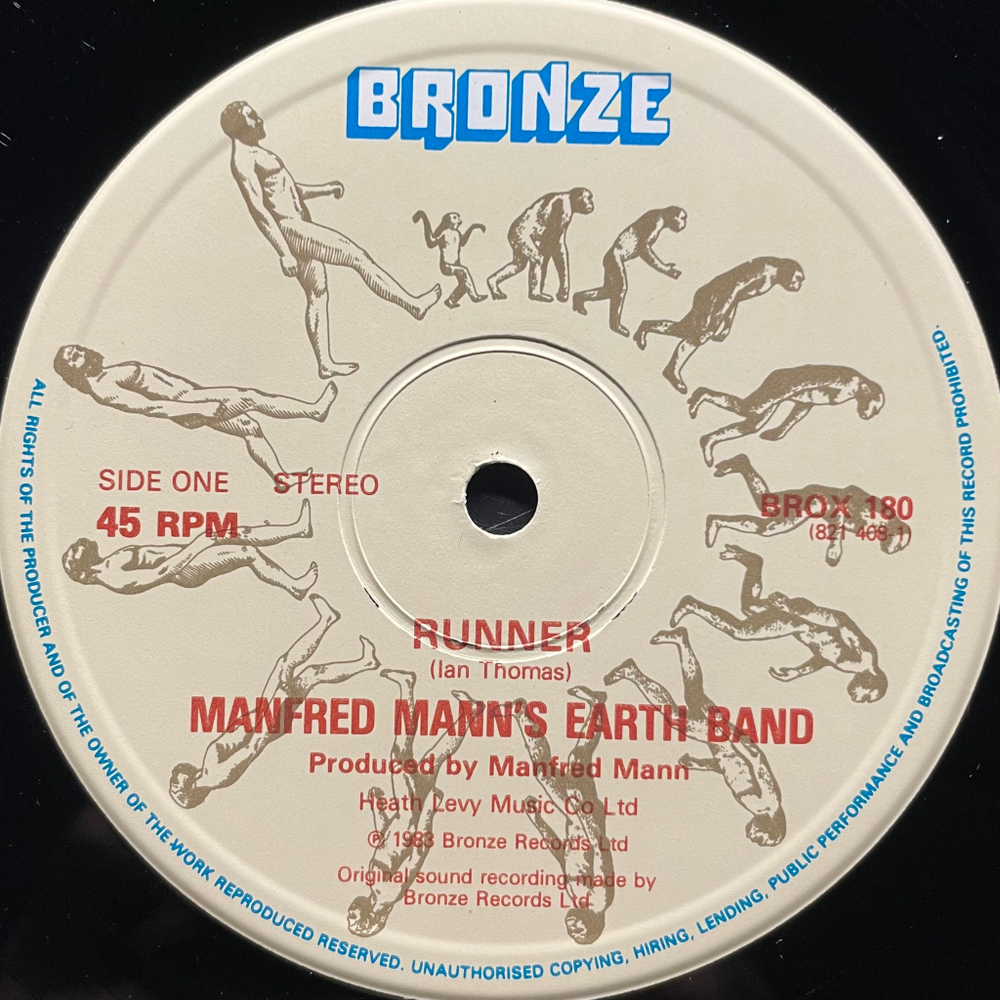 BRONZE
SIDE ONE STEREO
45 RPM
BROX 180
(821 468-1)
RUNNER
(Ian Thomas)
MANFRED MANN'S EARTH BAND
Produced by Manfred Mann
Heath Levy Music Co Ltd
℗ 1983 Bronze Records Ltd
Original sound recording made by
Bronze Records Ltd
ALL RIGHTS OF THE PRODUCER AND OF THE OWNER OF THE WORK REPRODUCED RESERVED. UNAUTHORISED COPYING, HIRING, LENDING, PUBLIC PERFORMANCE AND BROADCASTING OF THIS RECORD PROHIBITED.